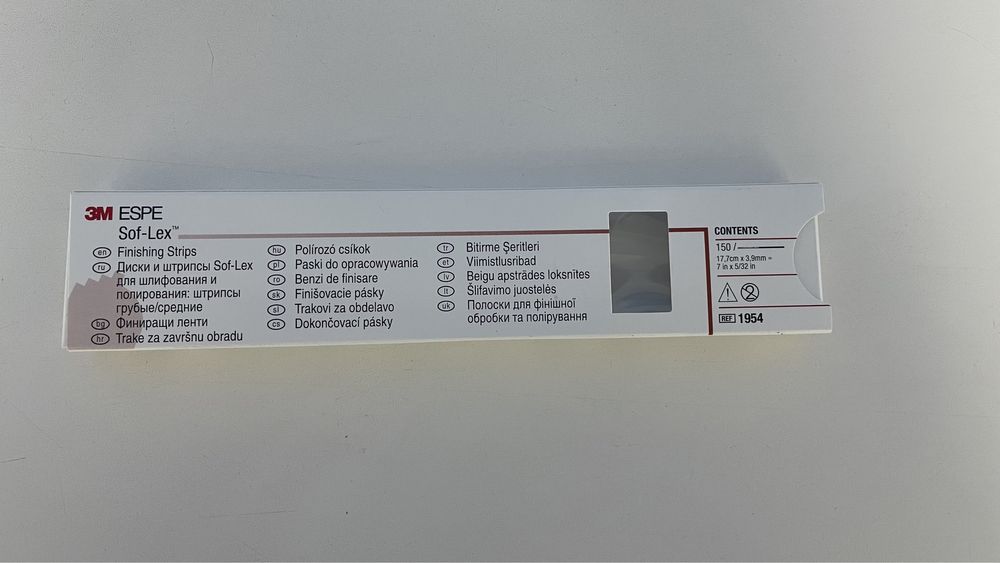 3M ESPE
Sof-Lex™
en Finishing Strips
ru Диски и штрипсы Sof-Lex
для шлифования и
полирования: штрипсы
грубые/средние
bg Финиращи ленти
hr Trake za završnu obradu
hu Polírozó csíkok
pl Paski do opracowywania
ro Benzi de finisare
sk Finišovacie pásky
sl Trakovi za obdelavo
cs Dokončovací pásky
tr Bitirme Şeritleri
et Viimistlusribad
lv Beigu apstrādes loksnītes
lt Šlifavimo juostelės
uk Полоски для фінішної
обробки та полірування
CONTENTS
150 /
17,7cm x 3,9mm =
7 in x 5/32 in
2
REF 1954